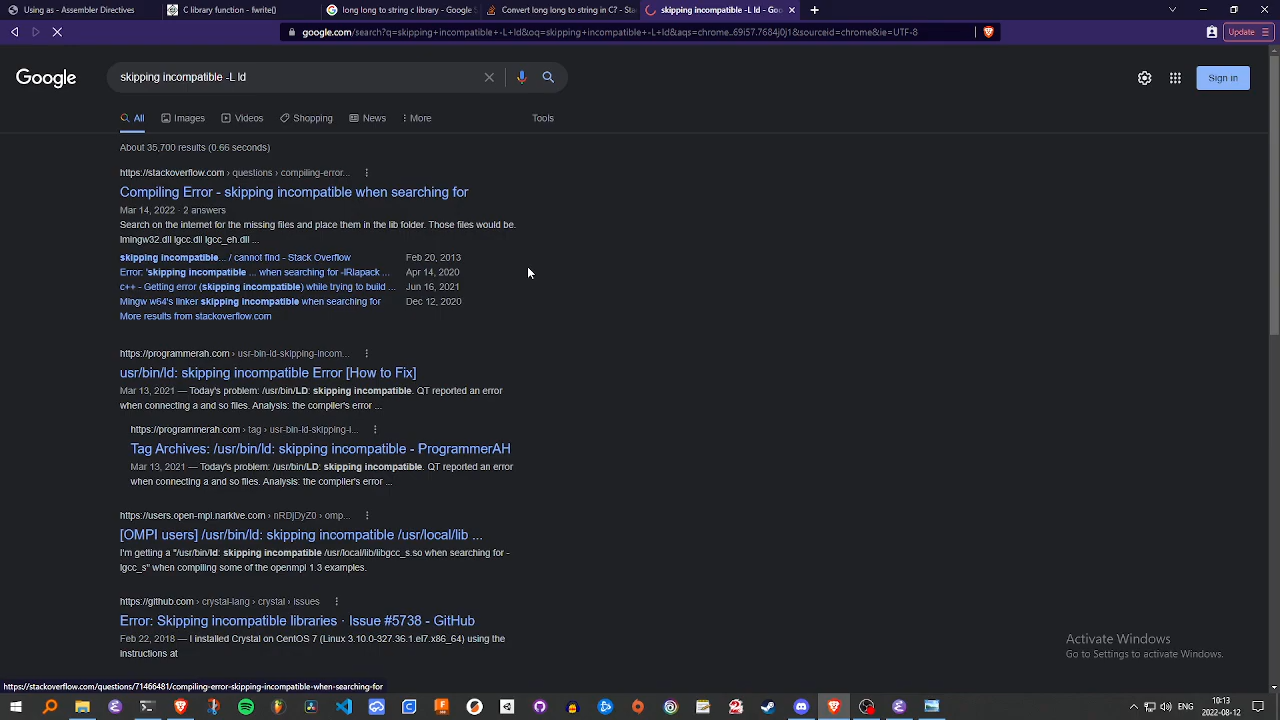 Using as - Assembler Directives
C library function - fwrite()
long long to string c library - Google
Convert long long to string in C? - Sta
skipping incompatible -L ld - Goo
google.com/search?q=skipping+incompatible+-L+ld&oq=skipping+incompatible+-L+ld&aqs=chrome..69i57.7684j0j1&sourceid=chrome&ie=UTF-8
Update
Google
skipping incompatible -L ld
Sign in
All
Images
Videos
Shopping
News
More
Tools
About 35,700 results (0.66 seconds)
https://stackoverflow.com › questions › compiling-error...
Compiling Error - skipping incompatible when searching for
Mar 14, 2022 · 2 answers
Search on the internet for the missing files and place them in the lib folder. Those files would be.
lmingw32.dll lgcc.dll lgcc_eh.dll ...
skipping incompatible... / cannot find - Stack Overflow Feb 20, 2013
Error: 'skipping incompatible ... when searching for -lRlapack ... Apr 14, 2020
c++ - Getting error (skipping incompatible) while trying to build ... Jun 16, 2021
Mingw w64's linker skipping incompatible when searching for Dec 12, 2020
More results from stackoverflow.com
https://programmerah.com › usr-bin-ld-skipping-incom...
usr/bin/ld: skipping incompatible Error [How to Fix]
Mar 13, 2021 — Today's problem: /usr/bin/LD: skipping incompatible. QT reported an error
when connecting a and so files. Analysis: the compiler's error ...
https://programmerah.com › tag › usr-bin-ld-skipping-i...
Tag Archives: /usr/bin/ld: skipping incompatible - ProgrammerAH
Mar 13, 2021 — Today's problem: /usr/bin/LD: skipping incompatible. QT reported an error
when connecting a and so files. Analysis: the compiler's error ...
https://users.open-mpi.narkive.com › nRDjDyZ0 › omp...
[OMPI users] /usr/bin/ld: skipping incompatible /usr/local/lib ...
I'm getting a "/usr/bin/ld: skipping incompatible /usr/local/lib/libgcc_s.so when searching for -
lgcc_s" when compiling some of the openmpi 1.3 examples.
https://github.com › crystal-lang › crystal › issues
Error: Skipping incompatible libraries · Issue #5738 - GitHub
Feb 22, 2018 — I installed Crystal on CentOS 7 (Linux 3.10.0-327.36.1.el7.x86_64) using the
instructions at
Activate Windows
Go to Settings to activate Windows.
https://stackoverflow.com/questions/71466481/compiling-error-skipping-incompatible-when-searching-for
ENG
10:13
2022-08-12